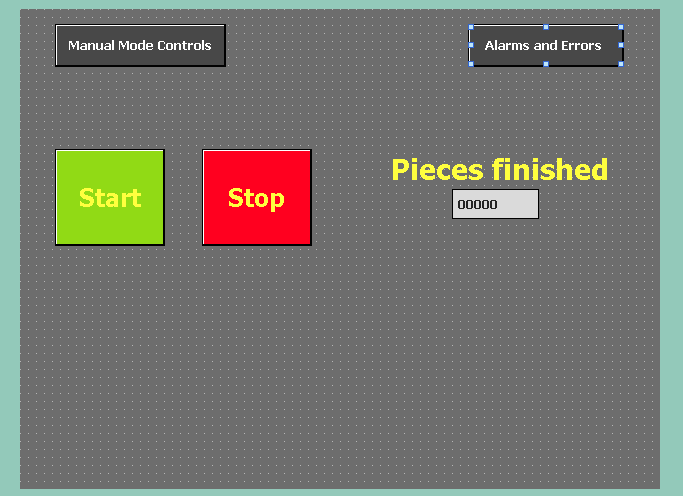 Manual Mode Controls
Alarms and Errors
Start
Stop
Pieces finished
00000